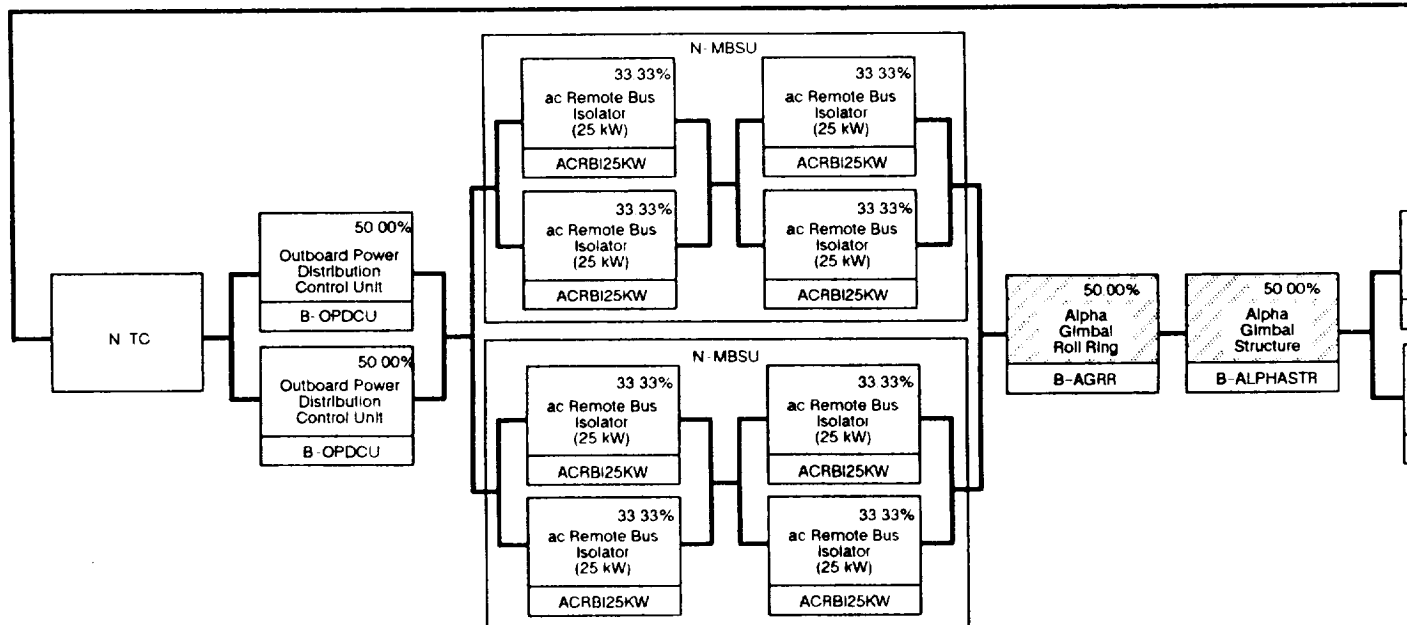 N-MBSU
33.33%
ac Remote Bus
Isolator
(25 kW)
ACRBI25KW
33.33%
ac Remote Bus
Isolator
(25 kW)
ACRBI25KW
33.33%
ac Remote Bus
Isolator
(25 kW)
ACRBI25KW
33.33%
ac Remote Bus
Isolator
(25 kW)
ACRBI25KW
N TC
50.00%
Outboard Power
Distribution
Control Unit
B-OPDCU
50.00%
Outboard Power
Distribution
Control Unit
B-OPDCU
N-MBSU
33.33%
ac Remote Bus
Isolator
(25 kW)
ACRBI25KW
33.33%
ac Remote Bus
Isolator
(25 kW)
ACRBI25KW
33.33%
ac Remote Bus
Isolator
(25 kW)
ACRBI25KW
33.33%
ac Remote Bus
Isolator
(25 kW)
ACRBI25KW
50.00%
Alpha
Gimbal
Roll Ring
B-AGRR
50.00%
Alpha
Gimbal
Structure
B-ALPHASTR